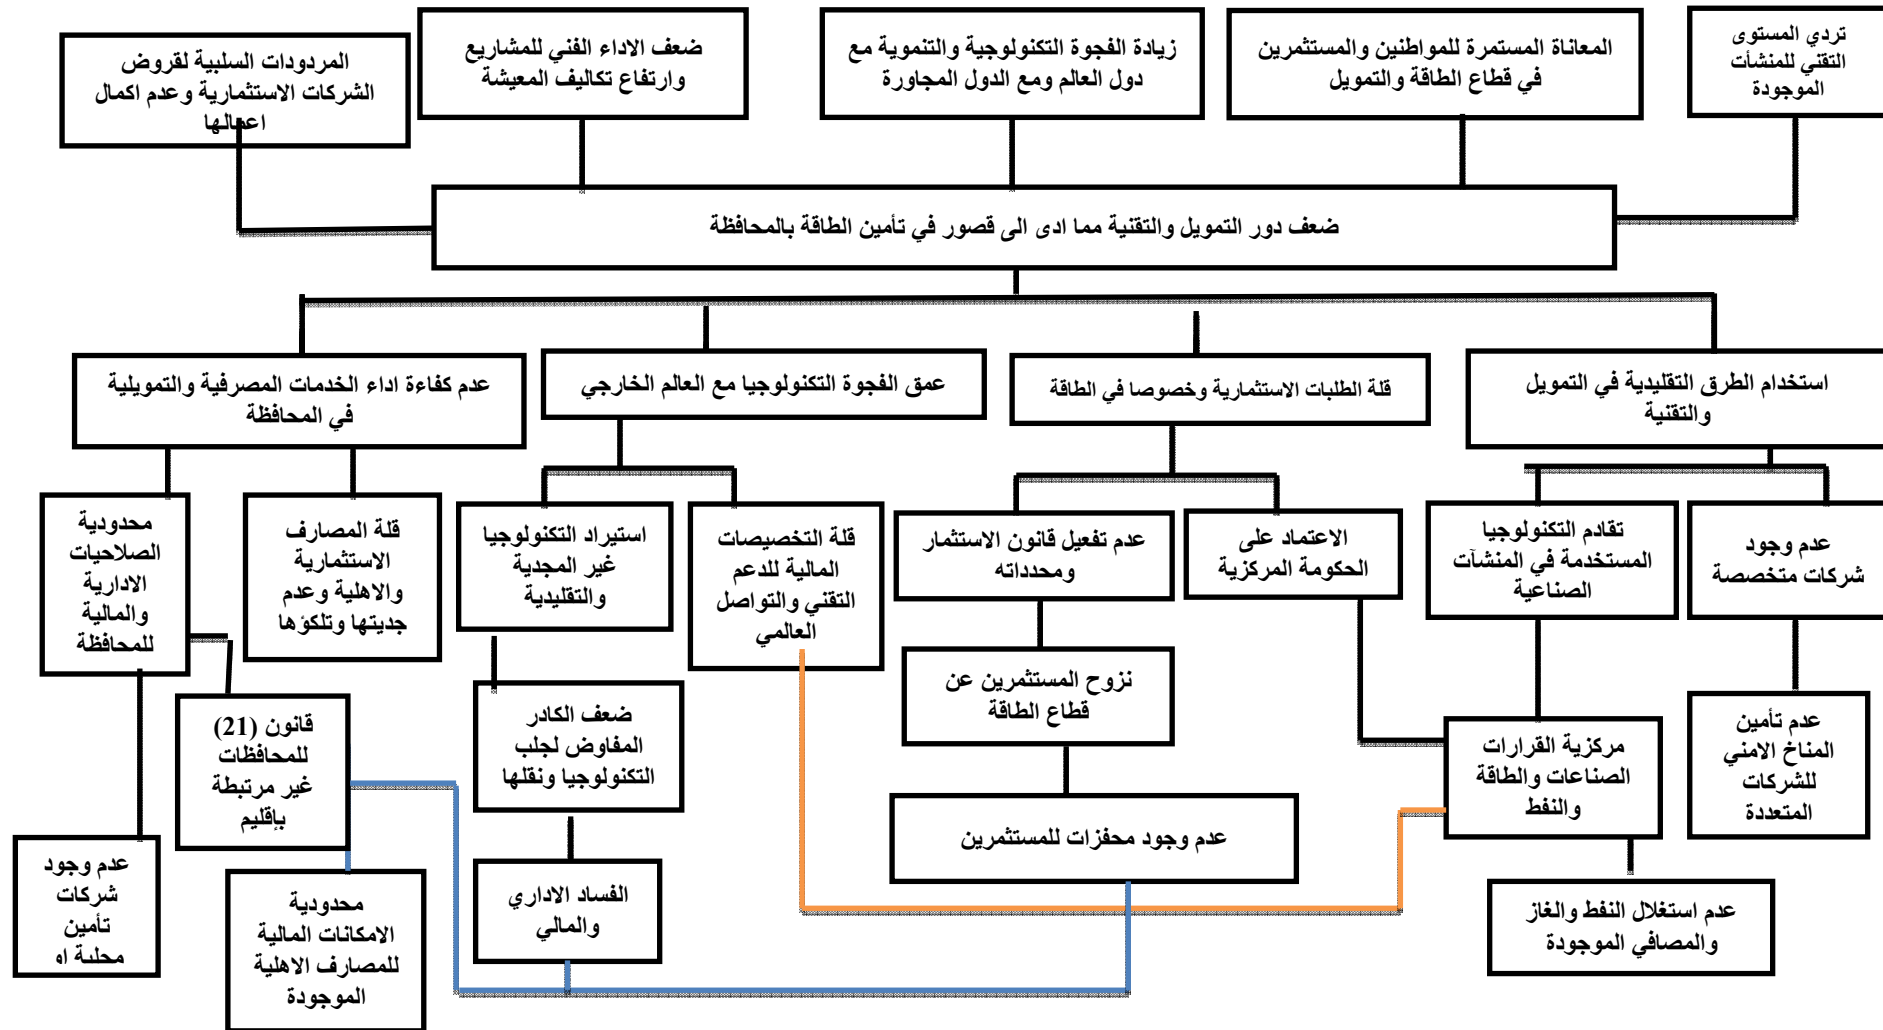 تردي المستوى
التقني للمنشأت
الموجودة
المعاناة المستمرة للمواطنين والمستثمرين
في قطاع الطاقة والتمويل
زيادة الفجوة التكنولوجية والتنموية مع
دول العالم ومع الدول المجاورة
ضعف الاداء الفني للمشاريع
وارتفاع تكاليف المعيشة
المردودات السلبية لقروض
الشركات الاستثمارية وعدم اكمال
اعمالها
ضعف دور التمويل والتقنية مما ادى الى قصور في تأمين الطاقة بالمحافظة
استخدام الطرق التقليدية في التمويل
والتقنية
قلة الطلبات الاستثمارية وخصوصا في الطاقة
عمق الفجوة التكنولوجيا مع العالم الخارجي
عدم كفاءة اداء الخدمات المصرفية والتمويلية
في المحافظة
عدم وجود
شركات متخصصة
تقادم التكنولوجيا
المستخدمة في المنشآت
الصناعية
الاعتماد على
الحكومة المركزية
عدم تفعيل قانون الاستثمار
ومحدداته
قلة التخصيصات
المالية للدعم
التقني والتواصل
العالمي
استيراد التكنولوجيا
غير المجدية
والتقليدية
قلة المصارف
الاستثمارية
والاهلية وعدم
جديتها وتلكؤها
محدودية
الصلاحيات
الادارية
والمالية
للمحافظة
عدم تأمين
المناخ الامني
للشركات
المتعددة
مركزية القرارات
الصناعات والطاقة
والنفط
نزوح المستثمرين عن
قطاع الطاقة
ضعف الكادر
المفاوض لجلب
التكنولوجيا ونقلها
قانون (21)
للمحافظات
غير مرتبطة
بإقليم
عدم وجود محفزات للمستثمرين
عدم استغلال النفط والغاز
والمصافي الموجودة
الفساد الاداري
والمالي
محدودية
الامكانات المالية
للمصارف الاهلية
الموجودة
عدم وجود
شركات
تأمين
محلية او